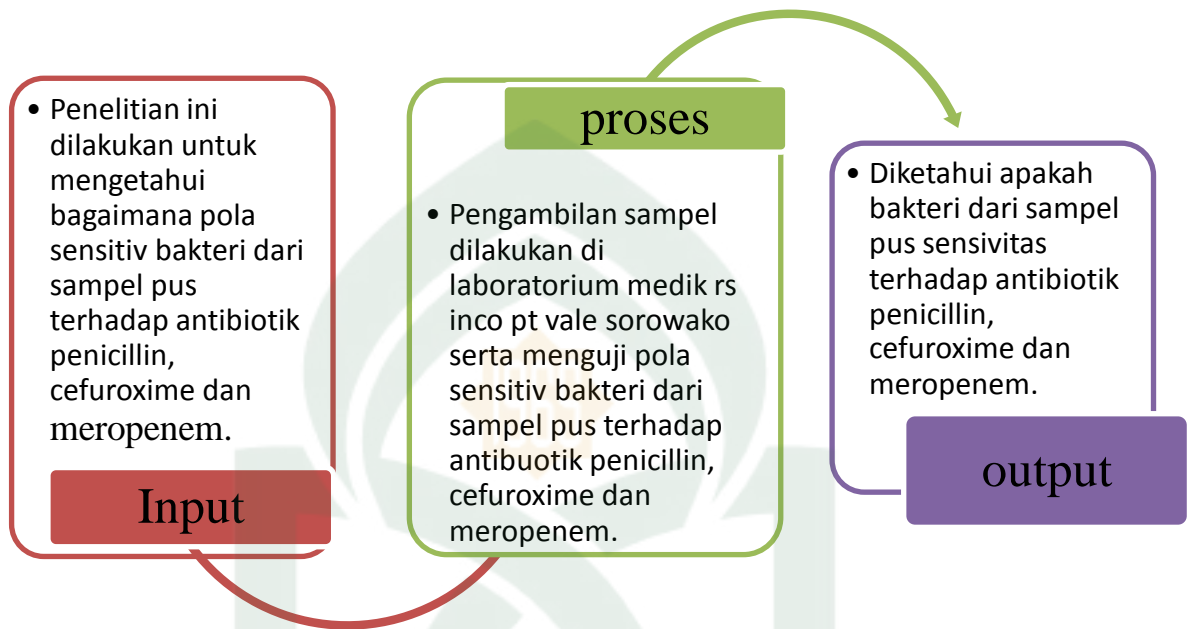 • Penelitian ini
dilakukan untuk
mengetahui
bagaimana pola
sensitiv bakteri dari
sampel pus
terhadap antibiotik
penicillin,
cefuroxime dan
meropenem.
Input
proses
• Pengambilan sampel
dilakukan di
laboratorium medik rs
inco pt vale sorowako
serta menguji pola
sensitiv bakteri dari
sampel pus terhadap
antibuotik penicillin,
cefuroxime dan
meropenem.
• Diketahui apakah
bakteri dari sampel
pus sensivitas
terhadap antibiotik
penicillin,
cefuroxime dan
meropenem.
output